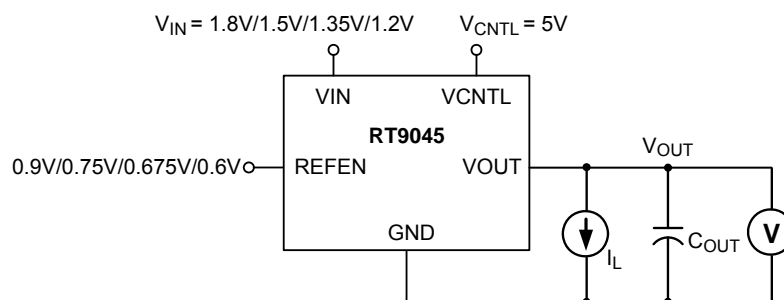 V_IN = 1.8V/1.5V/1.35V/1.2V
V_CNTL = 5V
VIN
VCNTL
RT9045
0.9V/0.75V/0.675V/0.6V
REFEN
VOUT
V_OUT
GND
I_L
C_OUT
V